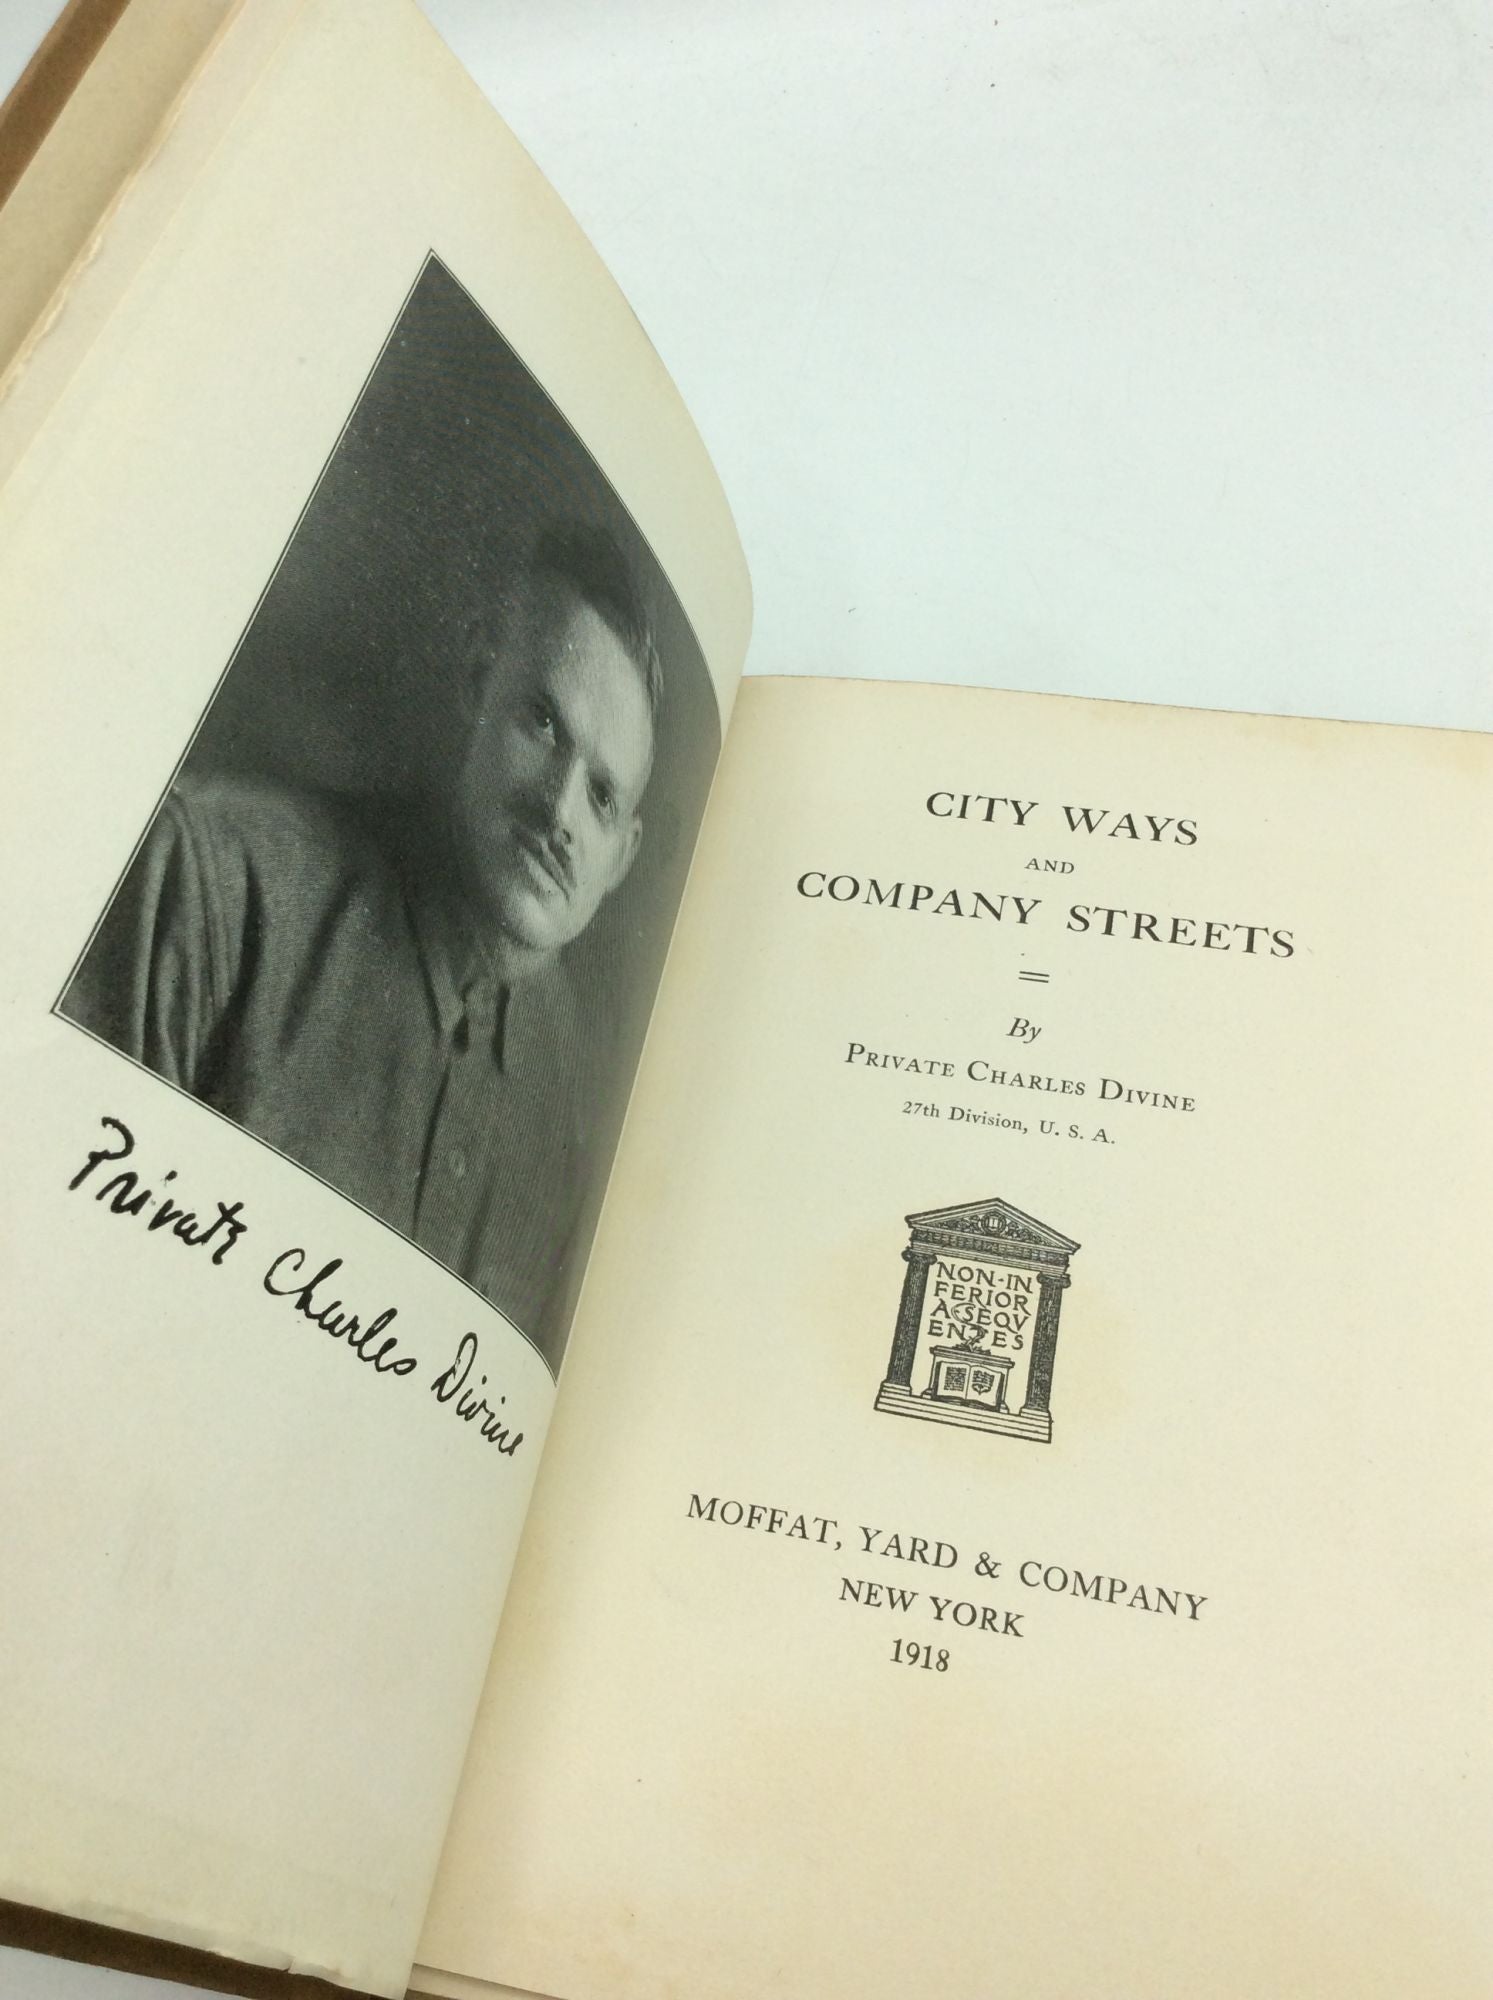 Private Charles Divine
CITY WAYS
AND
COMPANY STREETS
By
PRIVATE CHARLES DIVINE
27th Division, U. S. A.
NON-IN
FERIOR
A SEQV
ENTES
MOFFAT, YARD & COMPANY
NEW YORK
1918